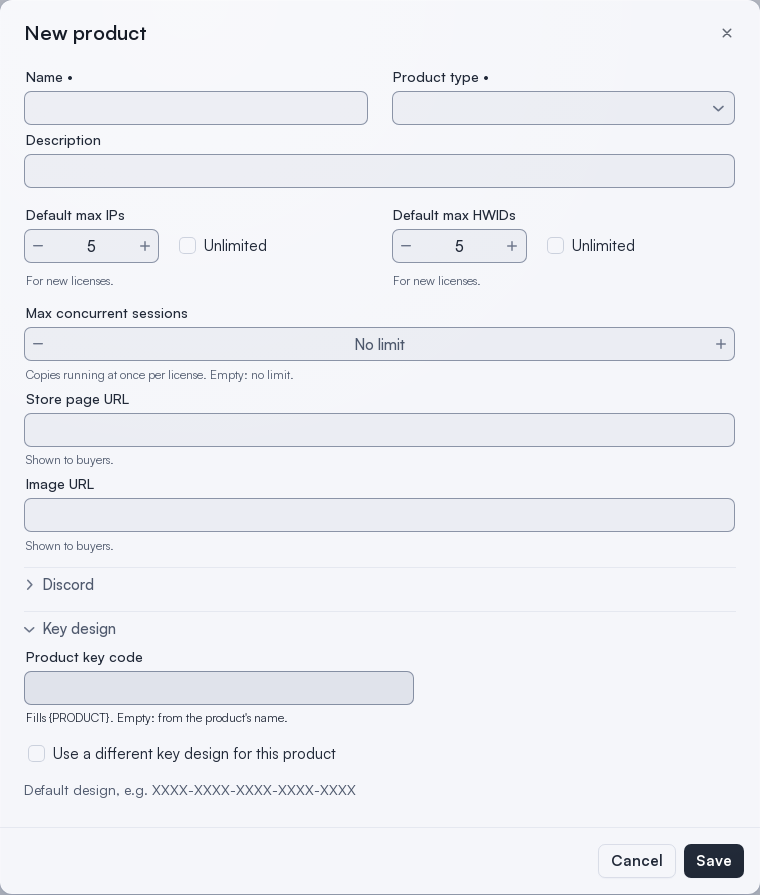 New product
Name •
Product type •
Description
Default max IPs
Default max HWIDs
5
Unlimited
5
Unlimited
For new licenses.
For new licenses.
Max concurrent sessions
No limit
Copies running at once per license. Empty: no limit.
Store page URL
Shown to buyers.
Image URL
Shown to buyers.
Discord
Key design
Product key code
Fills {PRODUCT}. Empty: from the product's name.
Use a different key design for this product
Default design, e.g. XXXX-XXXX-XXXX-XXXX-XXXX
Cancel
Save